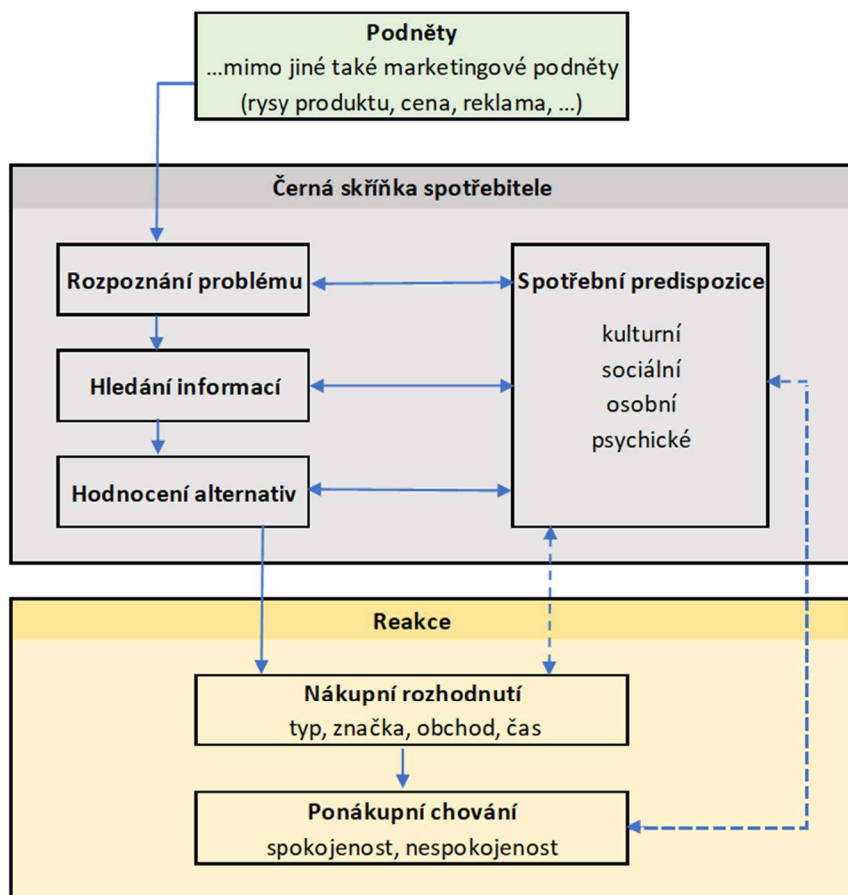 Podněty
...mimo jiné také marketingové podněty
(rysy produktu, cena, reklama, ...)
Černá skříňka spotřebitele
Rozpoznání problému
Hledání informací
Hodnocení alternativ
Spotřební predispozice
kulturní
sociální
osobní
psychické
Reakce
Nákupní rozhodnutí
typ, značka, obchod, čas
Ponákupní chování
spokojenost, nespokojenost